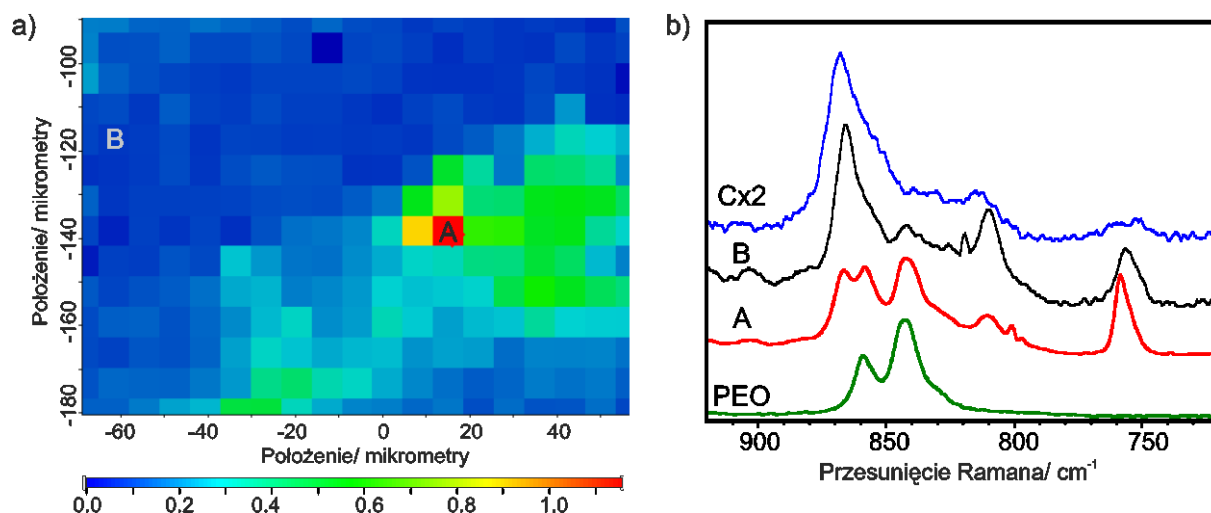 a)
Położenie/ mikrometry
-100
-120
-140
-160
-180
B
A
-60
-40
-20
0
20
40
Położenie/ mikrometry
0.0
0.2
0.4
0.6
0.8
1.0
b)
Cx2
B
A
PEO
900
850
800
750
Przesunięcie Ramana/ cm⁻¹